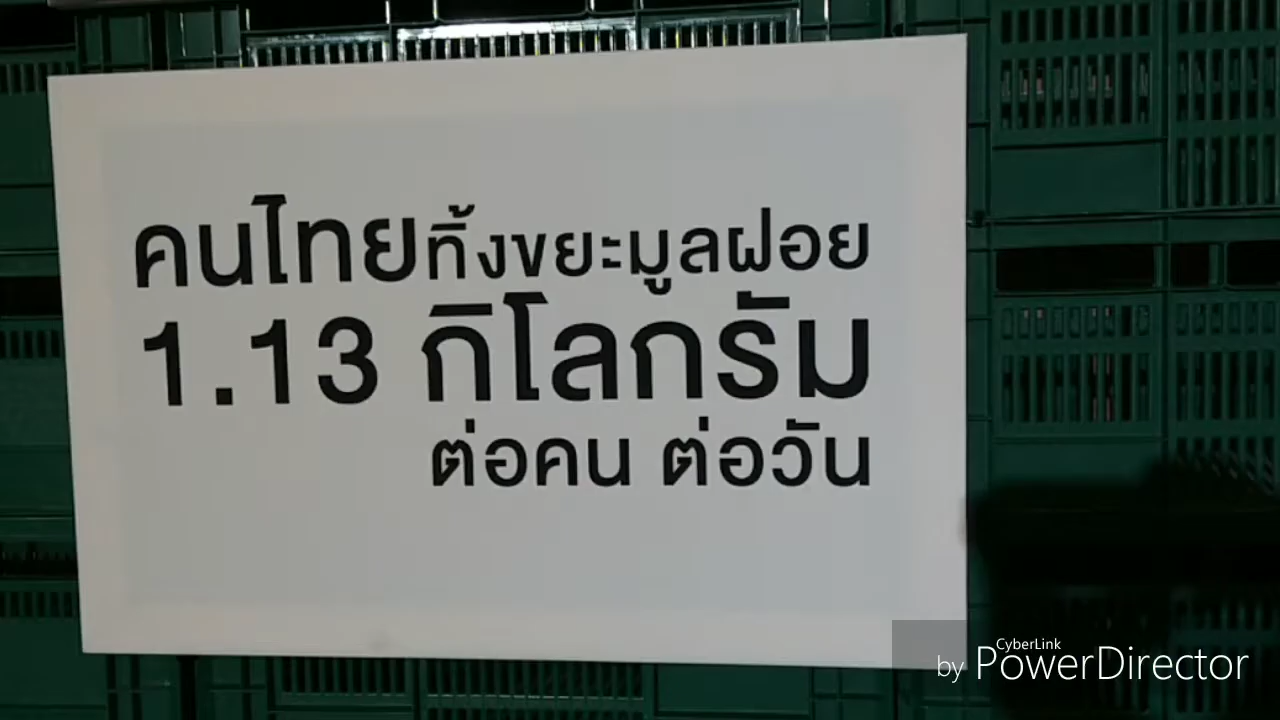 คนไทยทิ้งขยะมูลฝอย
1.13 กิโลกรัม
ต่อคน ต่อวัน
CyberLink
by PowerDirector